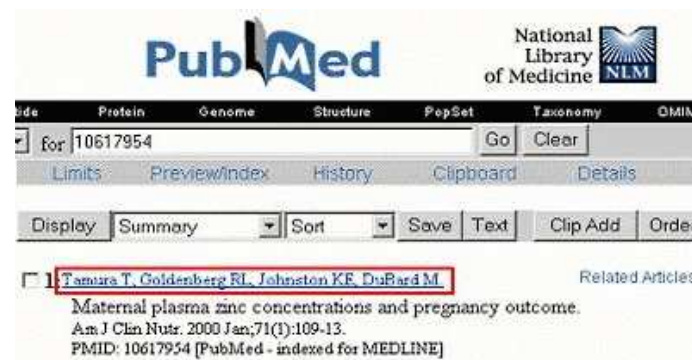 PubMed
National
Library
of Medicine NLM
tide Protein Genome Structure PopSet Taxonomy OMIM
for 10617954 Go Clear
Limits Preview/Index History Clipboard Details
Display Summary Sort Save Text Clip Add Orde
1: Tamura T, Goldenberg RL, Johnston KE, DuBard M. Related Articles
Maternal plasma zinc concentrations and pregnancy outcome.
Am J Clin Nutr. 2000 Jan;71(1):109-13.
PMID: 10617954 [PubMed - indexed for MEDLINE]